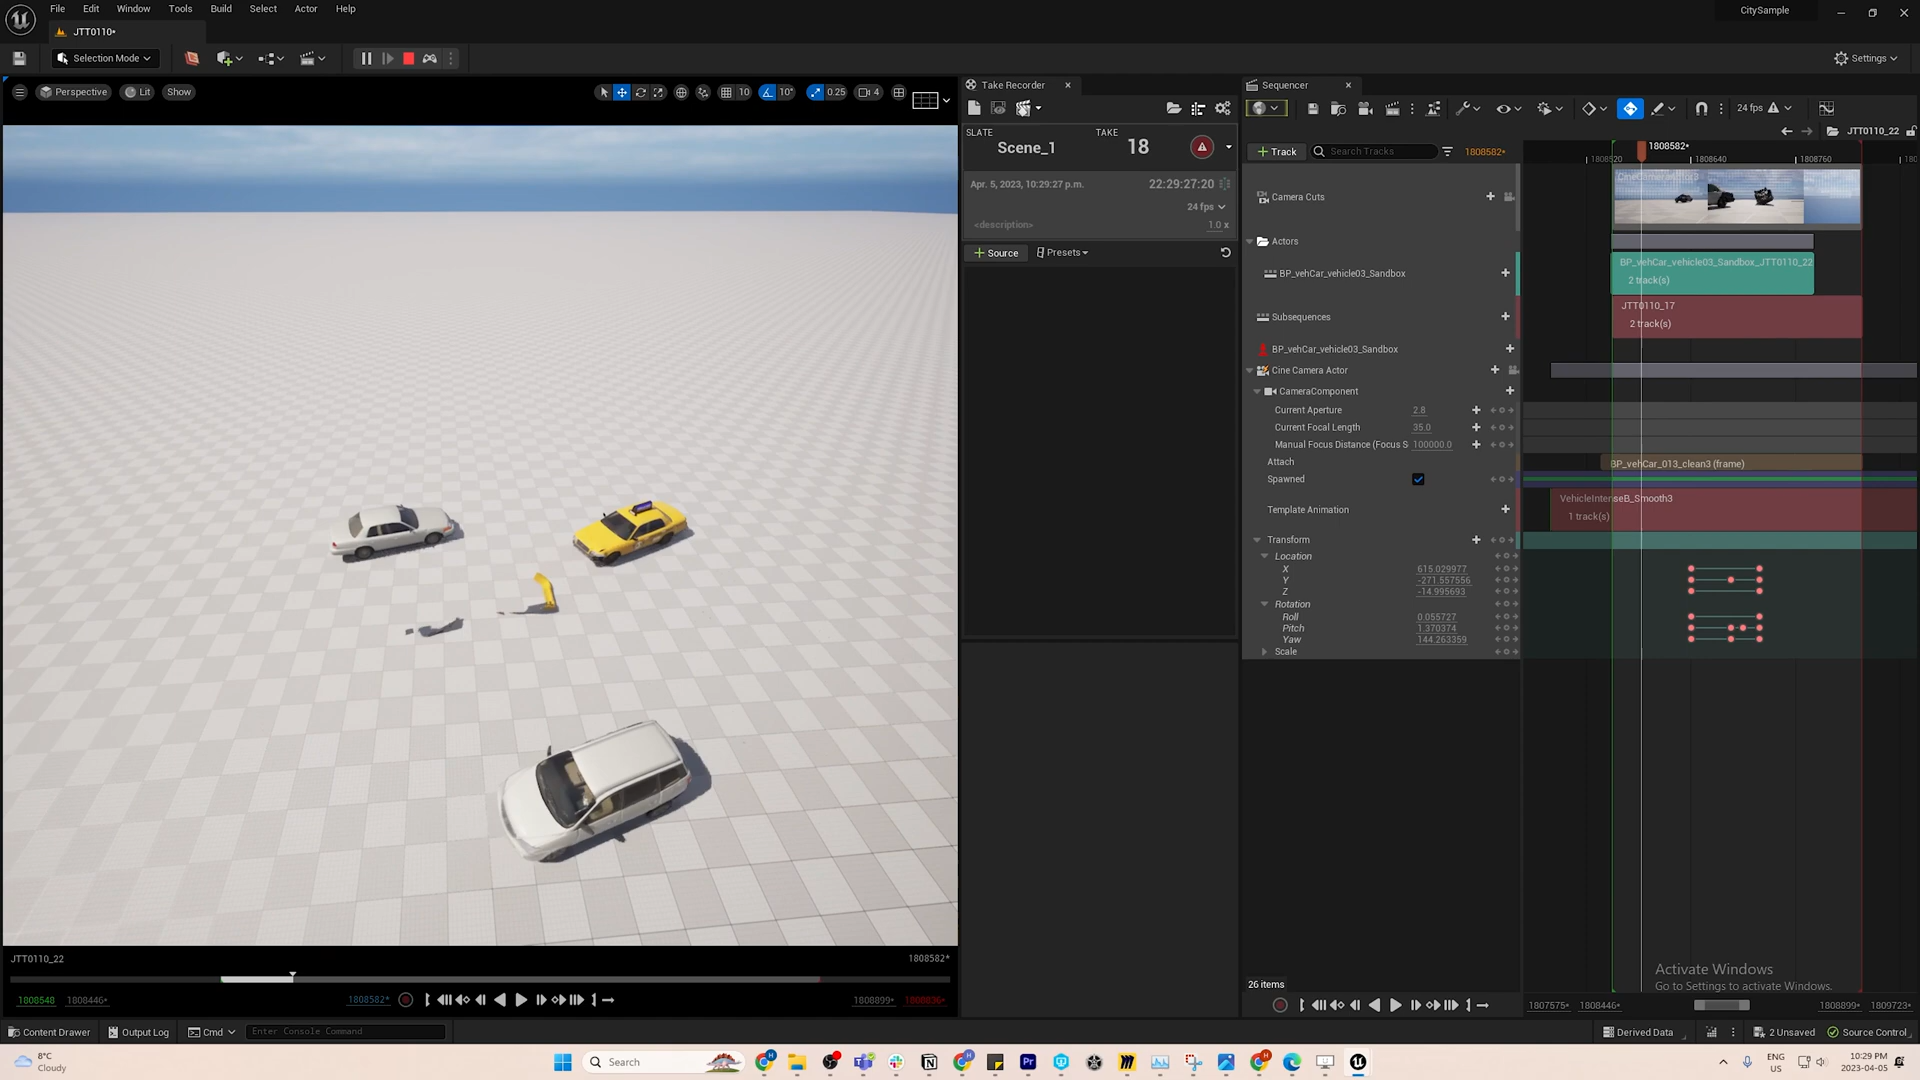 File Edit Window Tools Build Select Actor Help
CitySample
JTT0110*
Selection Mode
Settings
Perspective Lit Show
10 10° 0.25 4
Take Recorder
SLATE TAKE
Scene_1 18
Apr. 5, 2023, 10:29:27 p.m. 22:29:27:20
24 fps
<description> 1.0 x
+ Source Presets
Sequencer
24 fps
JTT0110_22
+ Track Search Tracks 1808582*
1808582*
1808520 1808640 1808760
Camera Cuts
Actors
BP_vehCar_vehicle03_Sandbox
BP_vehCar_vehicle03_Sandbox_JTT0110_22
2 track(s)
Subsequences
JTT0110_17
2 track(s)
BP_vehCar_vehicle03_Sandbox
Cine Camera Actor
CameraComponent
Current Aperture 2.8
Current Focal Length 35.0
Manual Focus Distance (Focus S 100000.0
Attach
BP_vehCar_013_clean3 (frame)
Spawned
Template Animation
VehicleIntenseB_Smooth3
1 track(s)
Transform
Location
X 615.029977
Y -271.557556
Z -14.995693
Rotation
Roll 0.055727
Pitch 1.370374
Yaw 144.263359
Scale
JTT0110_22 1808582*
1808548 1808446* 1808582* 1808899*
26 items
Activate Windows
Go to Settings to activate Windows.
1807575* 1808446* 1808899* 1809723*
Content Drawer Output Log Cmd Enter Console Command
Derived Data 2 Unsaved Source Control
8°C
Cloudy
Search
ENG
US
10:29 PM
2023-04-05